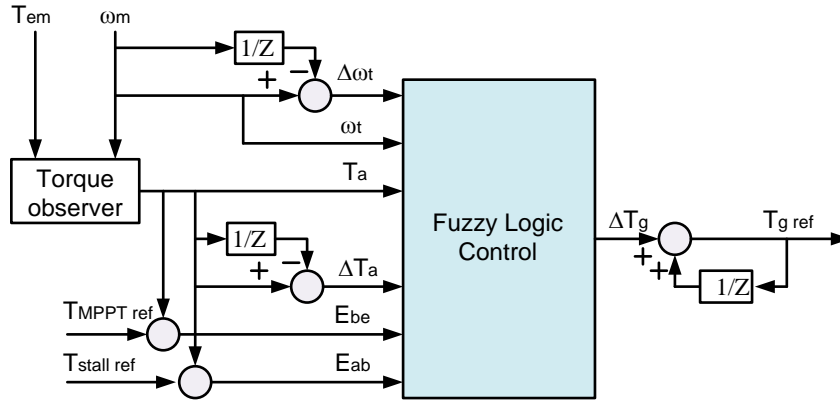 Tem ωm
1/Z
+ −
Δωt
ωt
Torque
observer
Ta
1/Z
+ −
ΔTa
TMPPT ref
Ebe
Tstall ref
Eab
Fuzzy Logic
Control
ΔTg
+
+
Tg ref
1/Z